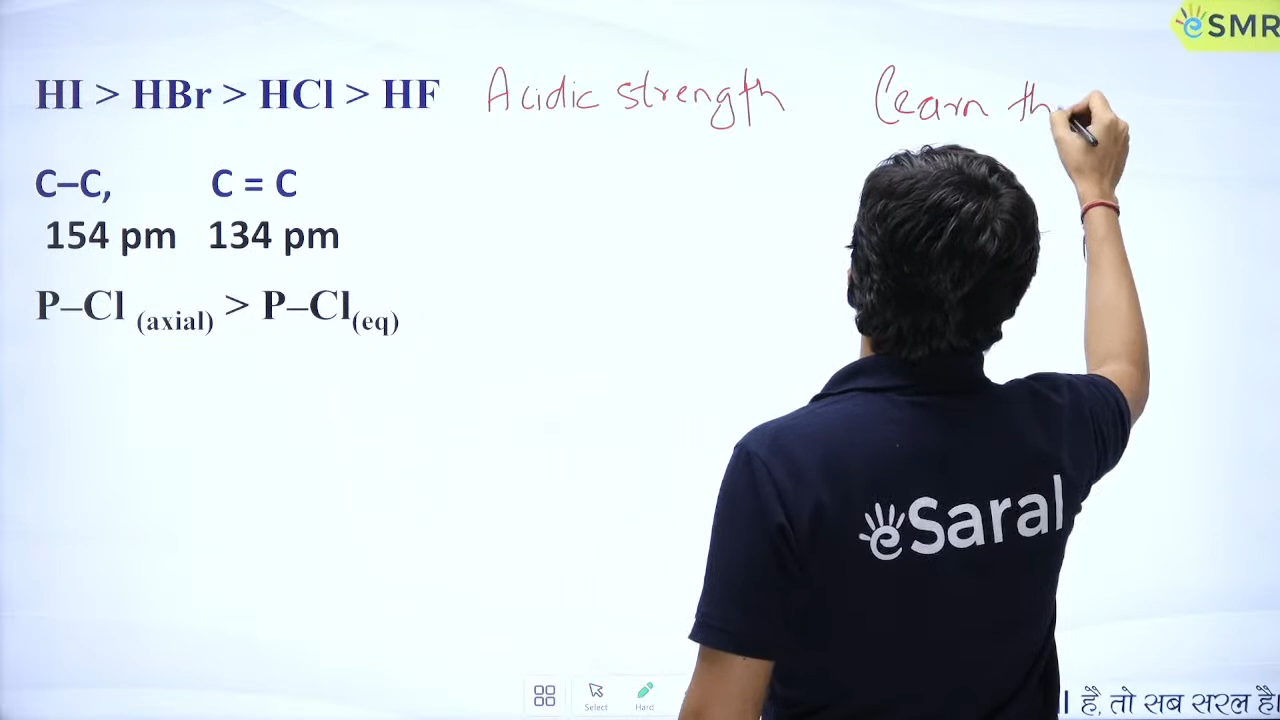 eSMR
HI > HBr > HCl > HF Acidic strength Learn th
C–C, C = C
154 pm 134 pm
P–Cl (axial) > P–Cl(eq)
eSaral
Select Hard
है, तो सब सरल है।